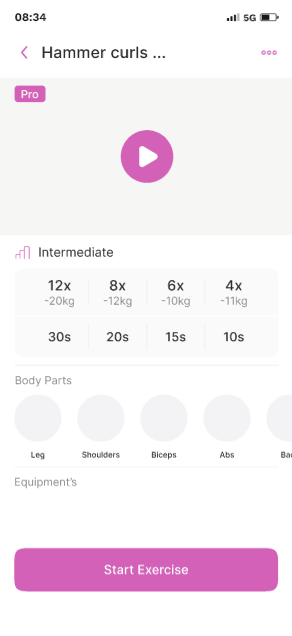 08:34
5G
Hammer curls ...
Pro
Intermediate
12x 8x 6x 4x
-20kg -12kg -10kg -11kg
30s 20s 15s 10s
Body Parts
Leg Shoulders Biceps Abs Bac
Equipment's
Start Exercise